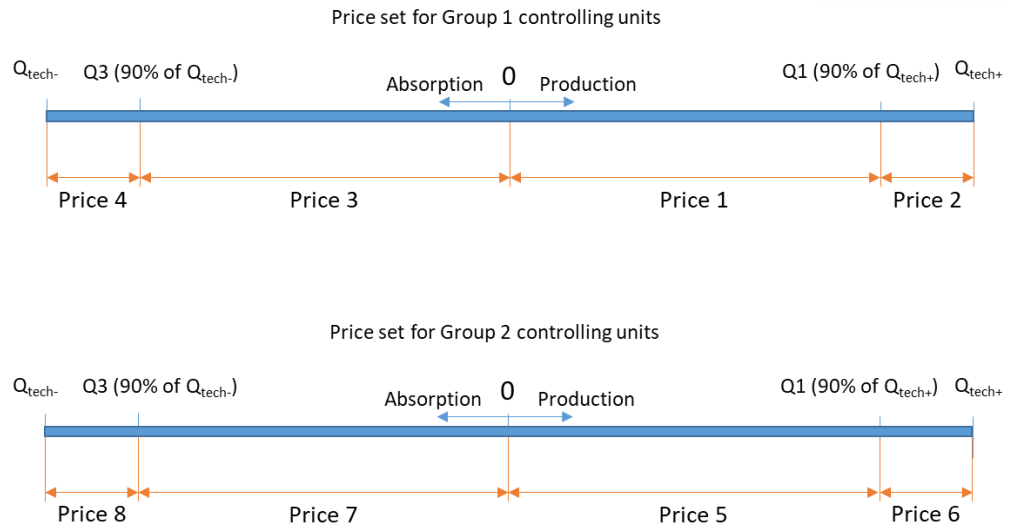 Price set for Group 1 controlling units
Qtech- Q3 (90% of Qtech-) 0 Q1 (90% of Qtech+) Qtech+
Absorption Production
Price 4 Price 3 Price 1 Price 2
Price set for Group 2 controlling units
Qtech- Q3 (90% of Qtech-) 0 Q1 (90% of Qtech+) Qtech+
Absorption Production
Price 8 Price 7 Price 5 Price 6